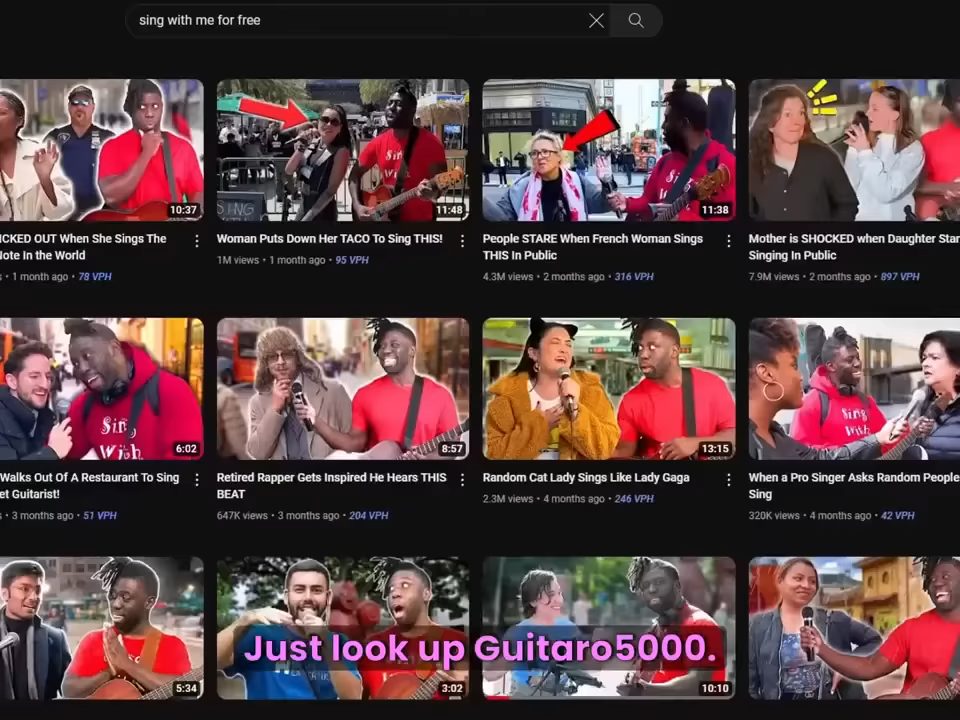 sing with me for free
10:37
11:48
11:38
ICKED OUT When She Sings The
Note In the World
s • 1 month ago • 78 VPH
Woman Puts Down Her TACO To Sing THIS!
1M views • 1 month ago • 95 VPH
People STARE When French Woman Sings
THIS In Public
4.3M views • 2 months ago • 316 VPH
Mother is SHOCKED when Daughter Star
Singing In Public
7.9M views • 2 months ago • 897 VPH
SING
Sing
With
6:02
8:57
13:15
Sing
With
Walks Out Of A Restaurant To Sing
et Guitarist!
s • 3 months ago • 51 VPH
Retired Rapper Gets Inspired He Hears THIS
BEAT
647K views • 3 months ago • 204 VPH
Random Cat Lady Sings Like Lady Gaga
2.3M views • 4 months ago • 246 VPH
When a Pro Singer Asks Random People
Sing
320K views • 4 months ago • 42 VPH
Just look up Guitaro5000.
5:34
3:02
10:10